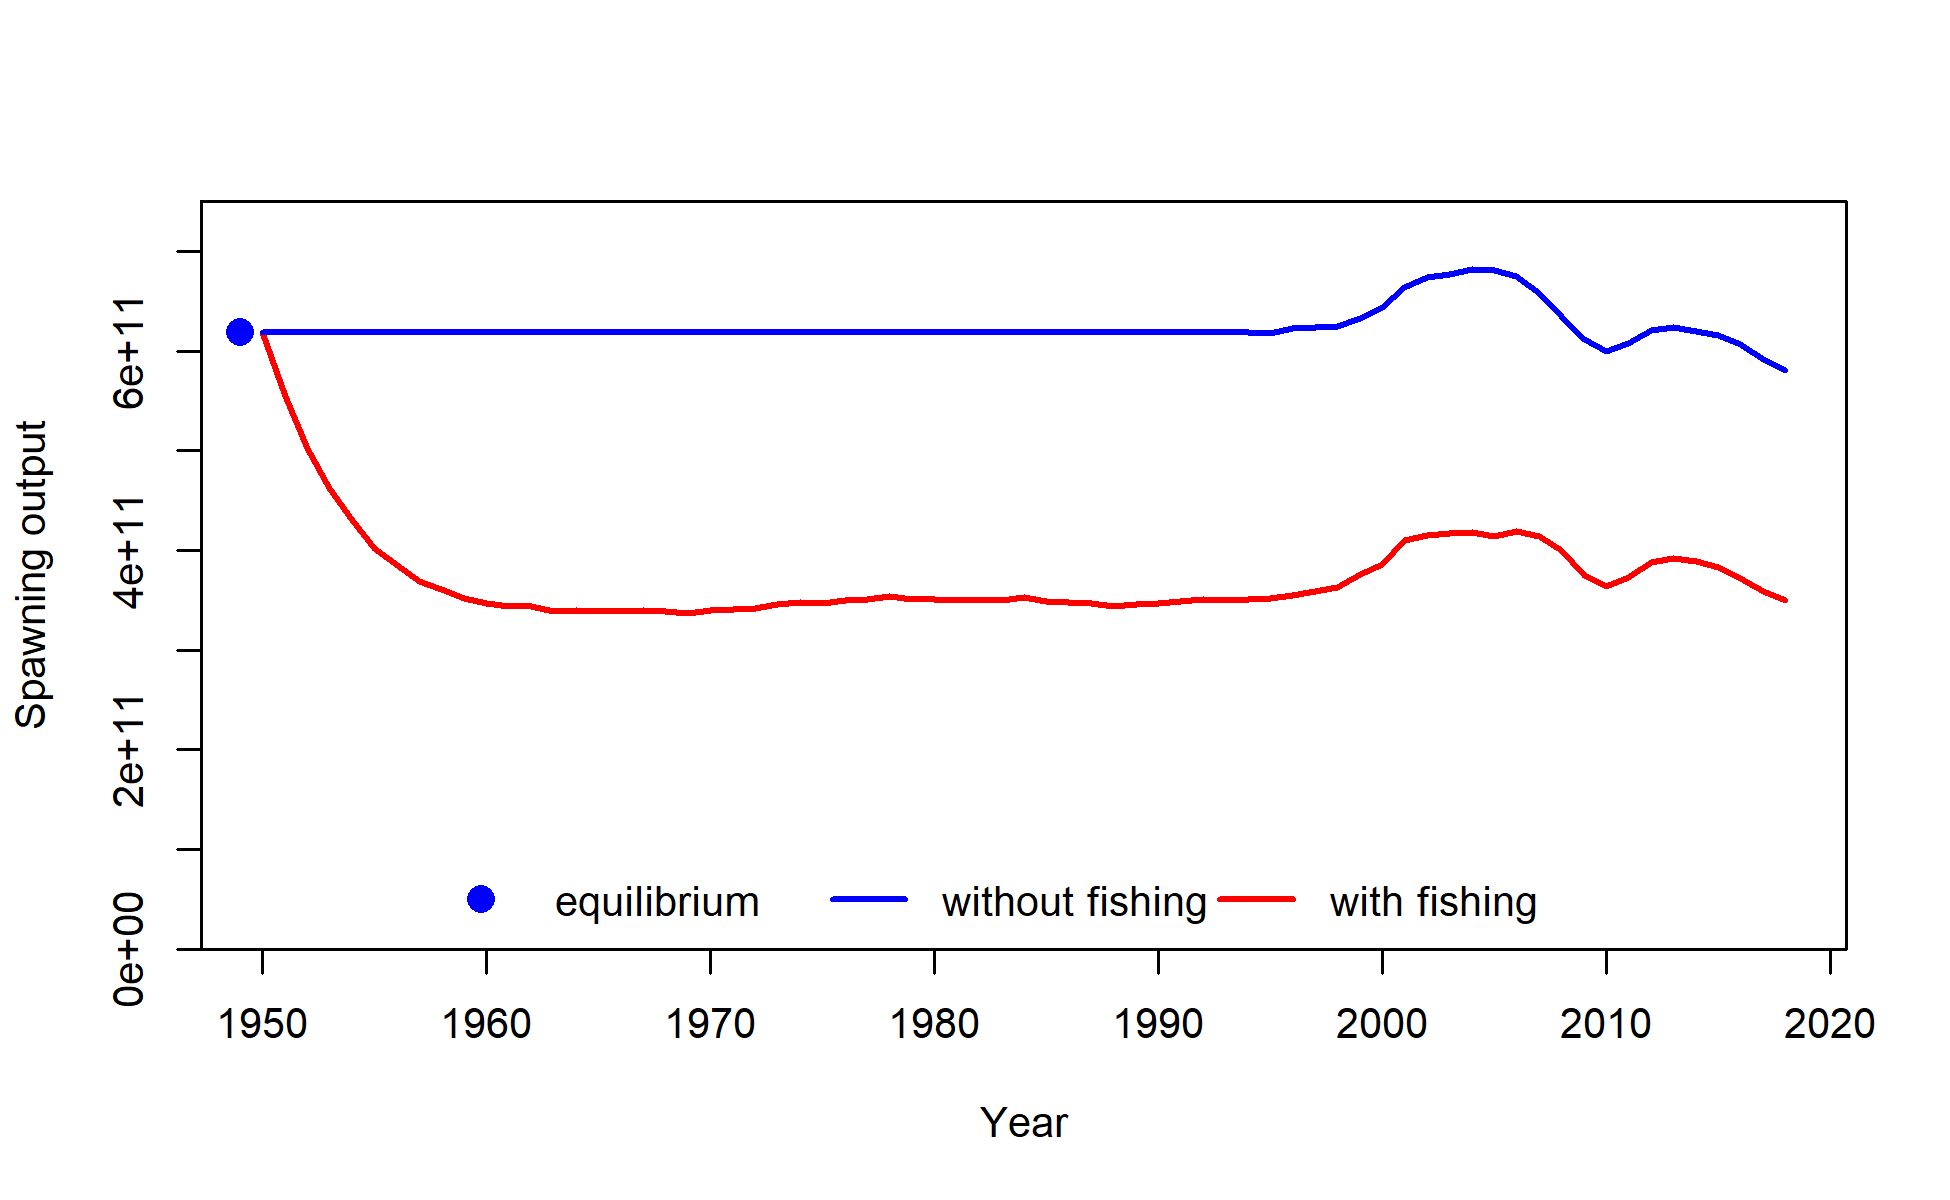 Spawning output
6e+11
4e+11
2e+11
0e+00
equilibrium without fishing with fishing
1950 1960 1970 1980 1990 2000 2010 2020
Year